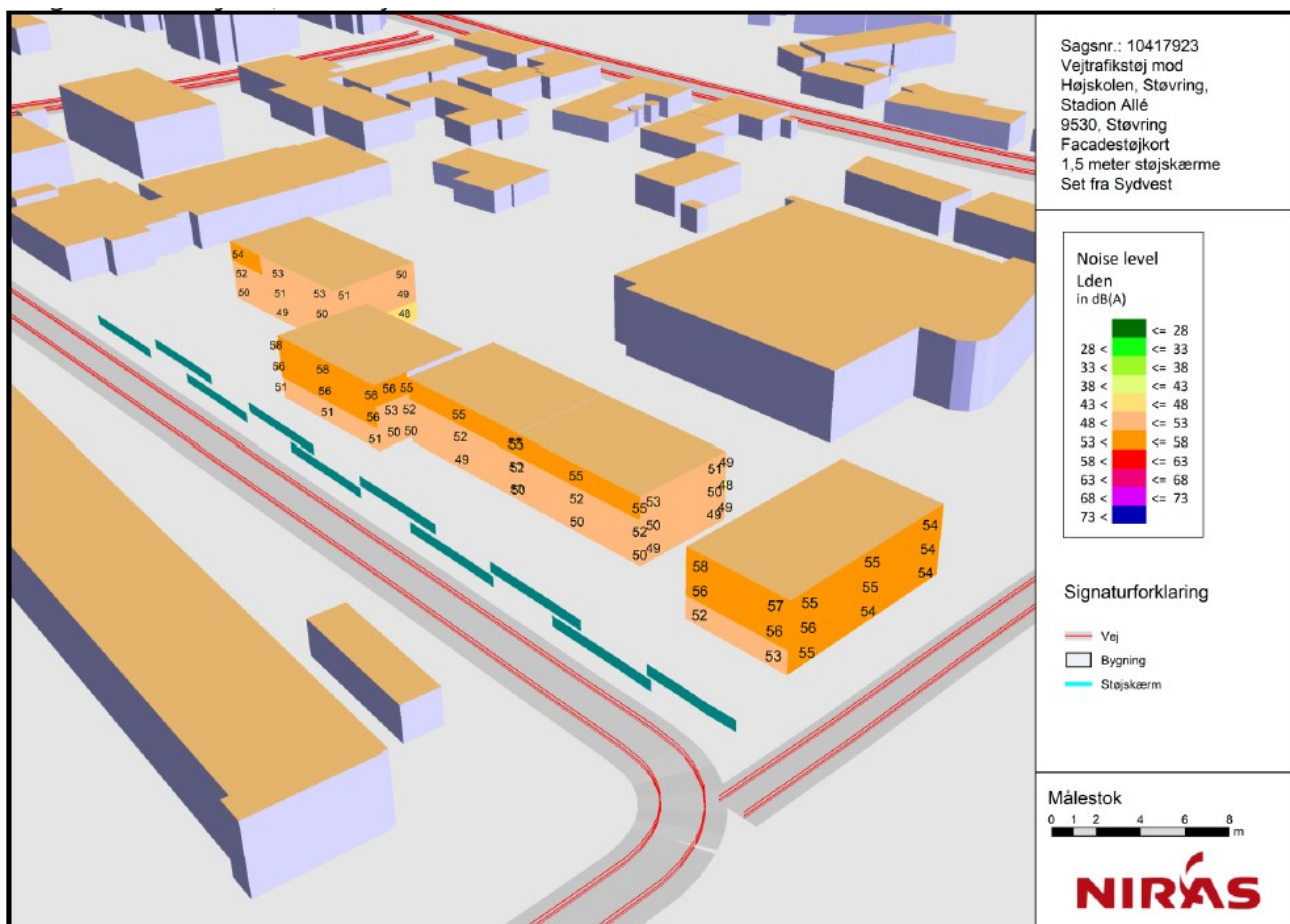 Sagsnr.: 10417923
Vejtrafikstøj mod
Højskolen, Støvring,
Stadion Allé
9530, Støvring
Facadestøjkort
1,5 meter støjskærme
Set fra Sydvest
Noise level
Lden
in dB(A)
<= 28
28 < <= 33
33 < <= 38
38 < <= 43
43 < <= 48
48 < <= 53
53 < <= 58
58 < <= 63
63 < <= 68
68 < <= 73
73 <
Signaturforklaring
Vej
Bygning
Støjskærm
Målestok
0 1 2 4 6 8
m
NIRAS
54
52 53 50
50 51 53 51 49
49 50 48
58 58 58 56 55
56 56 56 53 52
51 51 51 50 50
55 55 55 53 51 49
52 52 52 52 50 50 48
49 50 50 50 49 49 49
58 57 55 55 54
56 56 56 55 54
52 53 55 54 54